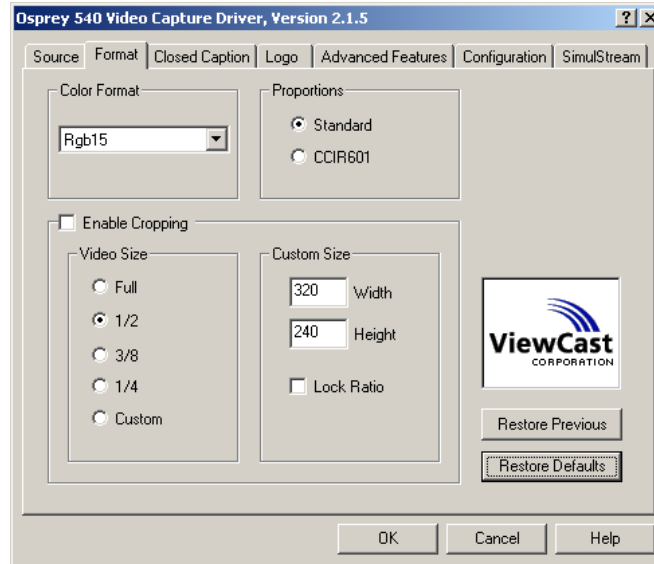 Osprey 540 Video Capture Driver, Version 2.1.5
Source Format Closed Caption Logo Advanced Features Configuration SimulStream
Color Format
Rgb15
Proportions
Standard
CCIR601
Enable Cropping
Video Size
Full
1/2
3/8
1/4
Custom
Custom Size
320 Width
240 Height
Lock Ratio
ViewCast
CORPORATION
Restore Previous
Restore Defaults
OK Cancel Help